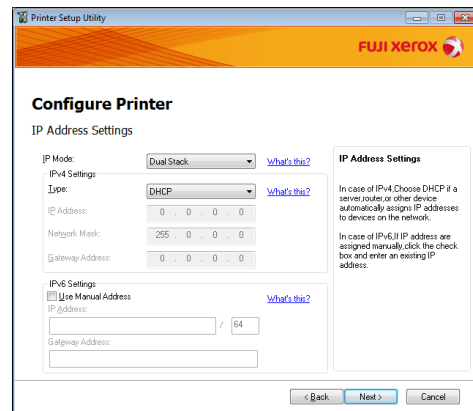 Printer Setup Utility
FUJI XEROX
Configure Printer
IP Address Settings
IP Mode:
Dual Stack
What's this?
IPv4 Settings
Type:
DHCP
What's this?
IP Address:
0 . 0 . 0 . 0
Network Mask:
255 . 0 . 0 . 0
Gateway Address:
0 . 0 . 0 . 0
IPv6 Settings
Use Manual Address
What's this?
IP Address:
/ 64
Gateway Address:
IP Address Settings
In case of IPv4,Choose DHCP if a
server,router,or other device
automatically assigns IP addresses
to devices on the network.
In case of IPv6,If IP address are
assigned manually,click the check
box and enter an existing IP
address.
< Back
Next >
Cancel